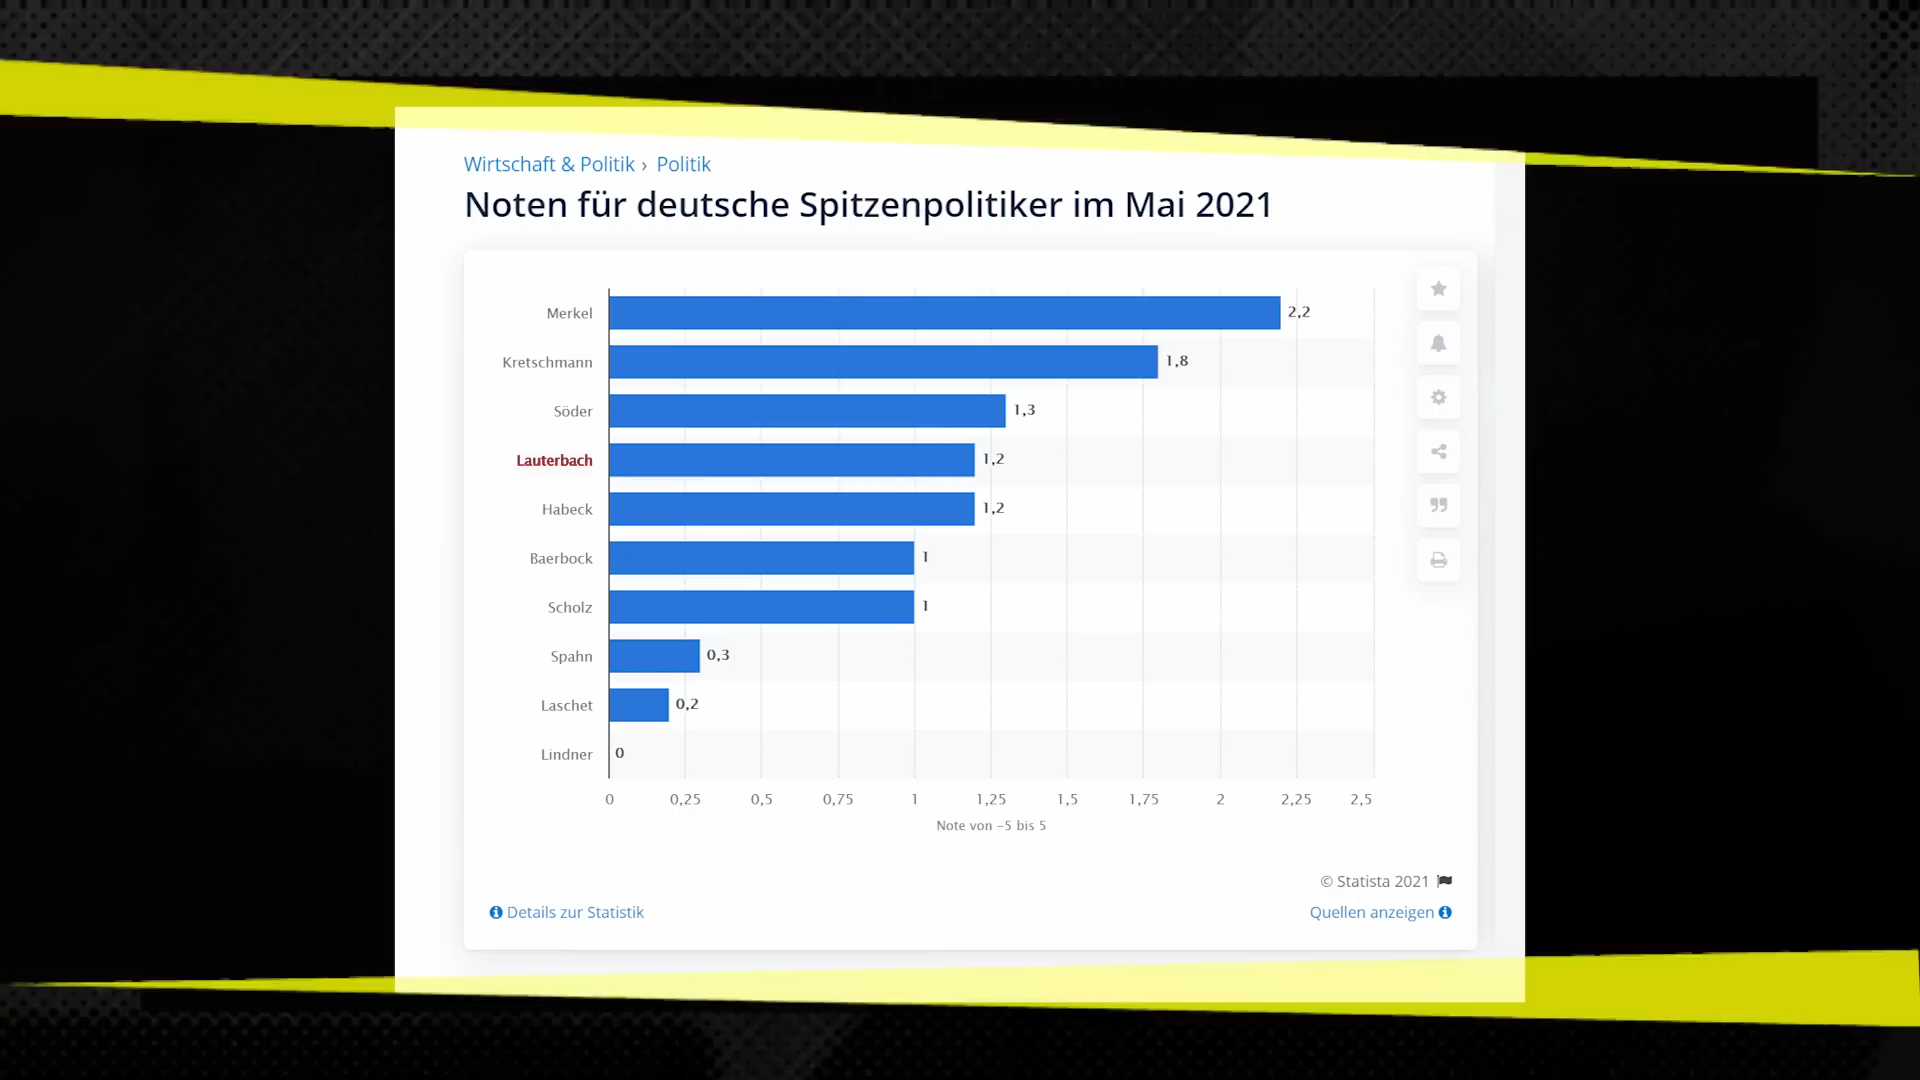 Wirtschaft & Politik › Politik
Noten für deutsche Spitzenpolitiker im Mai 2021
Merkel 2,2
Kretschmann 1,8
Söder 1,3
Lauterbach 1,2
Habeck 1,2
Baerbock 1
Scholz 1
Spahn 0,3
Laschet 0,2
Lindner 0
0 0,25 0,5 0,75 1 1,25 1,5 1,75 2 2,25 2,5
Note von −5 bis 5
© Statista 2021
Details zur Statistik Quellen anzeigen